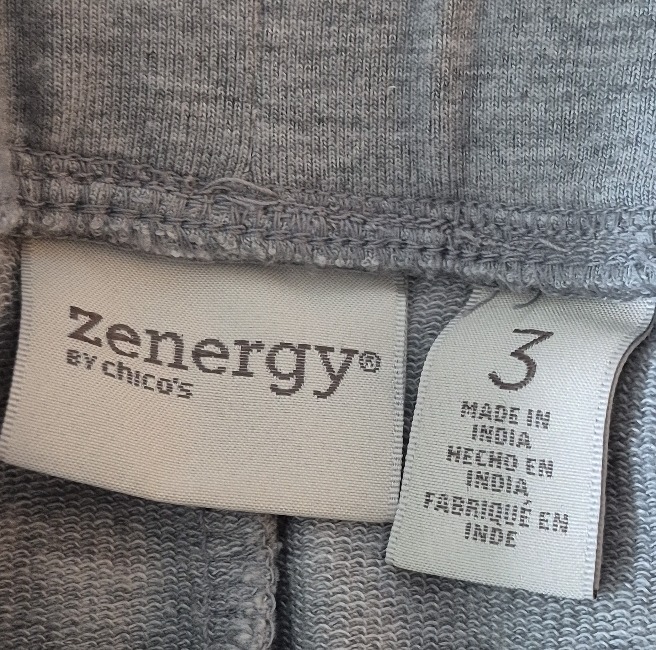 zenergy®
BY chico's
3
MADE IN
INDIA
HECHO EN
INDIA
FABRIQUÉ EN
INDE